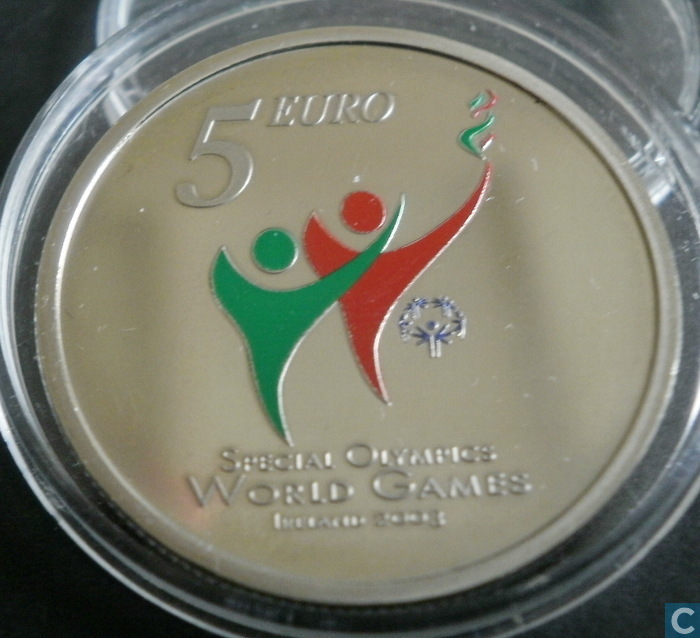 5 EURO
SPECIAL OLYMPICS
WORLD GAMES
IRELAND 2003
C